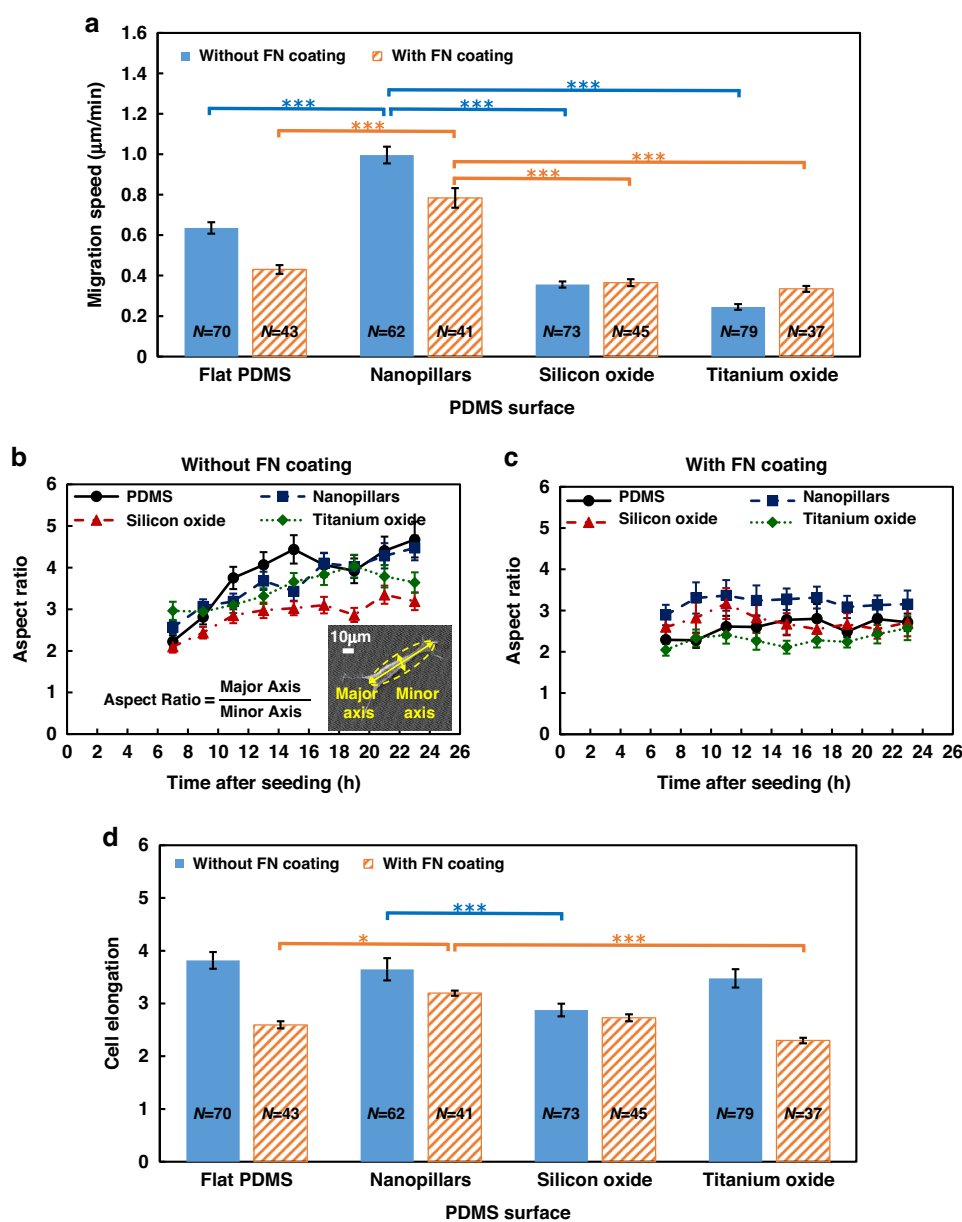 a
Migration speed (µm/min)
1.6
1.4
1.2
1.0
0.8
0.6
0.4
0.2
0
Without FN coating
With FN coating
***
***
***
***
***
***
N=70
N=43
N=62
N=41
N=73
N=45
N=79
N=37
Flat PDMS
Nanopillars
Silicon oxide
Titanium oxide
PDMS surface
b
Without FN coating
Aspect ratio
6
5
4
3
2
1
0
PDMS
Nanopillars
Silicon oxide
Titanium oxide
10µm
Major axis
Minor axis
Aspect Ratio = Major Axis
Minor Axis
0 2 4 6 8 10 12 14 16 18 20 22 24 26
Time after seeding (h)
c
With FN coating
Aspect ratio
6
5
4
3
2
1
0
PDMS
Nanopillars
Silicon oxide
Titanium oxide
0 2 4 6 8 10 12 14 16 18 20 22 24 26
Time after seeding (h)
d
Cell elongation
6
5
4
3
2
1
0
Without FN coating
With FN coating
***
*
***
N=70
N=43
N=62
N=41
N=73
N=45
N=79
N=37
Flat PDMS
Nanopillars
Silicon oxide
Titanium oxide
PDMS surface